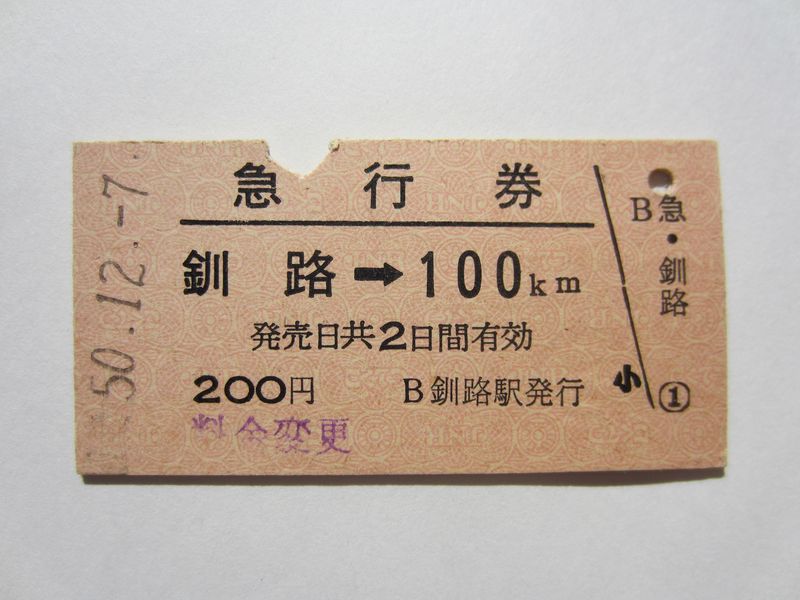 急行券
釧路➡100km
発売日共2日間有効
200円 B釧路駅発行
料金変更
50.12.-7.
小
B急・釧路
①